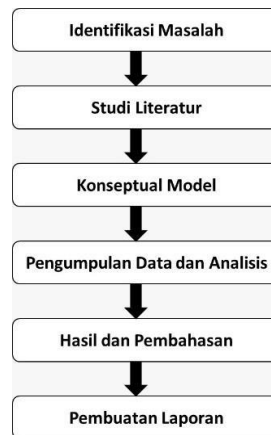 Identifikasi Masalah
Studi Literatur
Konseptual Model
Pengumpulan Data dan Analisis
Hasil dan Pembahasan
Pembuatan Laporan